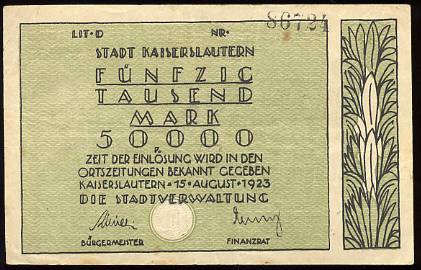 LIT·D NR· 86724
STADT KAISERSLAUTERN
FÜNFZIG
TAUSEND
MARK
50000
ZEIT DER EINLÖSUNG WIRD IN DEN
ORTSZEITUNGEN BEKANNT GEGEBEN
KAISERSLAUTERN·15·AUGUST·1923
DIE STADTVERWALTUNG
BÜRGERMEISTER FINANZRAT